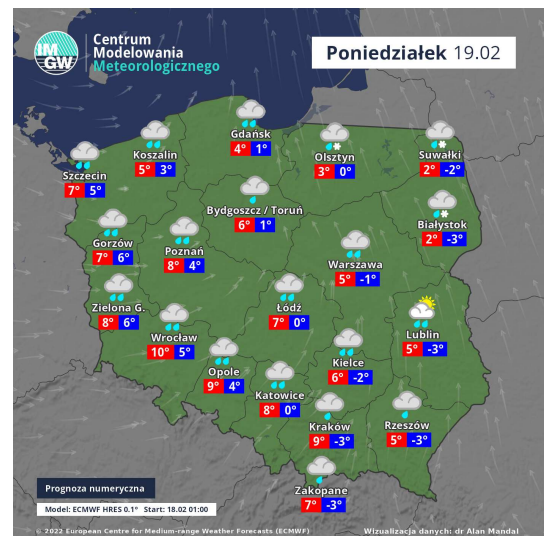 IM
GW
Centrum
Modelowania
Meteorologicznego
Poniedziałek 19.02
Gdańsk
4° 1°
Koszalin
5° 3°
Olsztyn
3° 0°
Suwałki
2° -2°
Szczecin
7° 5°
Bydgoszcz / Toruń
6° 1°
Białystok
2° -3°
Gorzów
7° 6°
Poznań
8° 4°
Warszawa
5° -1°
Zielona G.
8° 6°
Łódź
7° 0°
Lublin
5° -3°
Wrocław
10° 5°
Opole
9° 4°
Kielce
6° -2°
Katowice
8° 0°
Kraków
9° -3°
Rzeszów
5° -3°
Zakopane
7° -3°
Prognoza numeryczna
Model: ECMWF HRES 0.1° Start: 18.02 01:00
© 2022 European Centre for Medium-range Weather Forecasts (ECMWF)
Wizualizacja danych: dr Alan Mandal